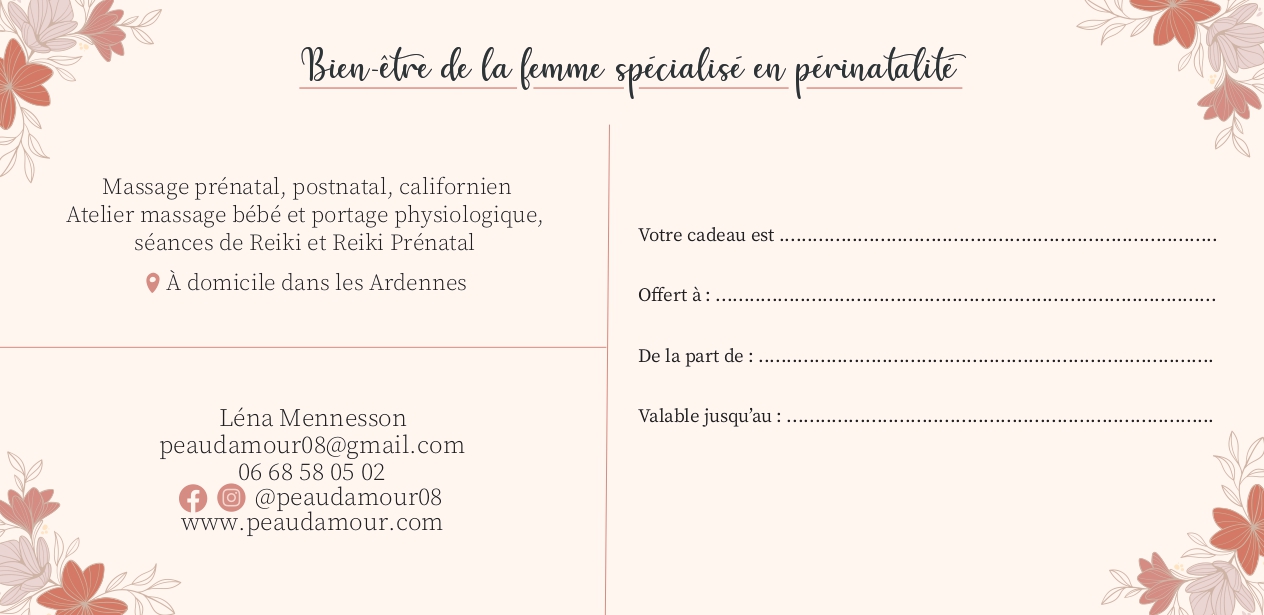 Bien-être de la femme spécialisé en périnatalité
Massage prénatal, postnatal, californien
Atelier massage bébé et portage physiologique,
séances de Reiki et Reiki Prénatal
À domicile dans les Ardennes
Léna Mennesson
peaudamour08@gmail.com
06 68 58 05 02
@peaudamour08
www.peaudamour.com
Votre cadeau est ...............................................................................
Offert à : ..........................................................................................
De la part de : ..................................................................................
Valable jusqu’au : ............................................................................